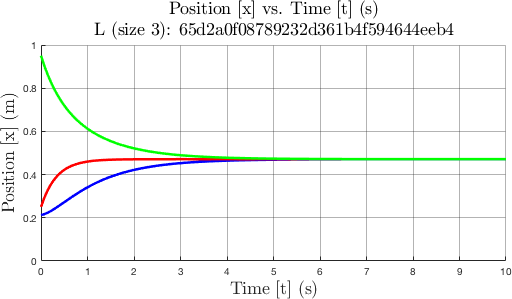 Position [x] vs. Time [t] (s)
L (size 3): 65d2a0f08789232d361b4f594644eeb4
Position [x] (m)
1
0.8
0.6
0.4
0.2
0
0 1 2 3 4 5 6 7 8 9 10
Time [t] (s)